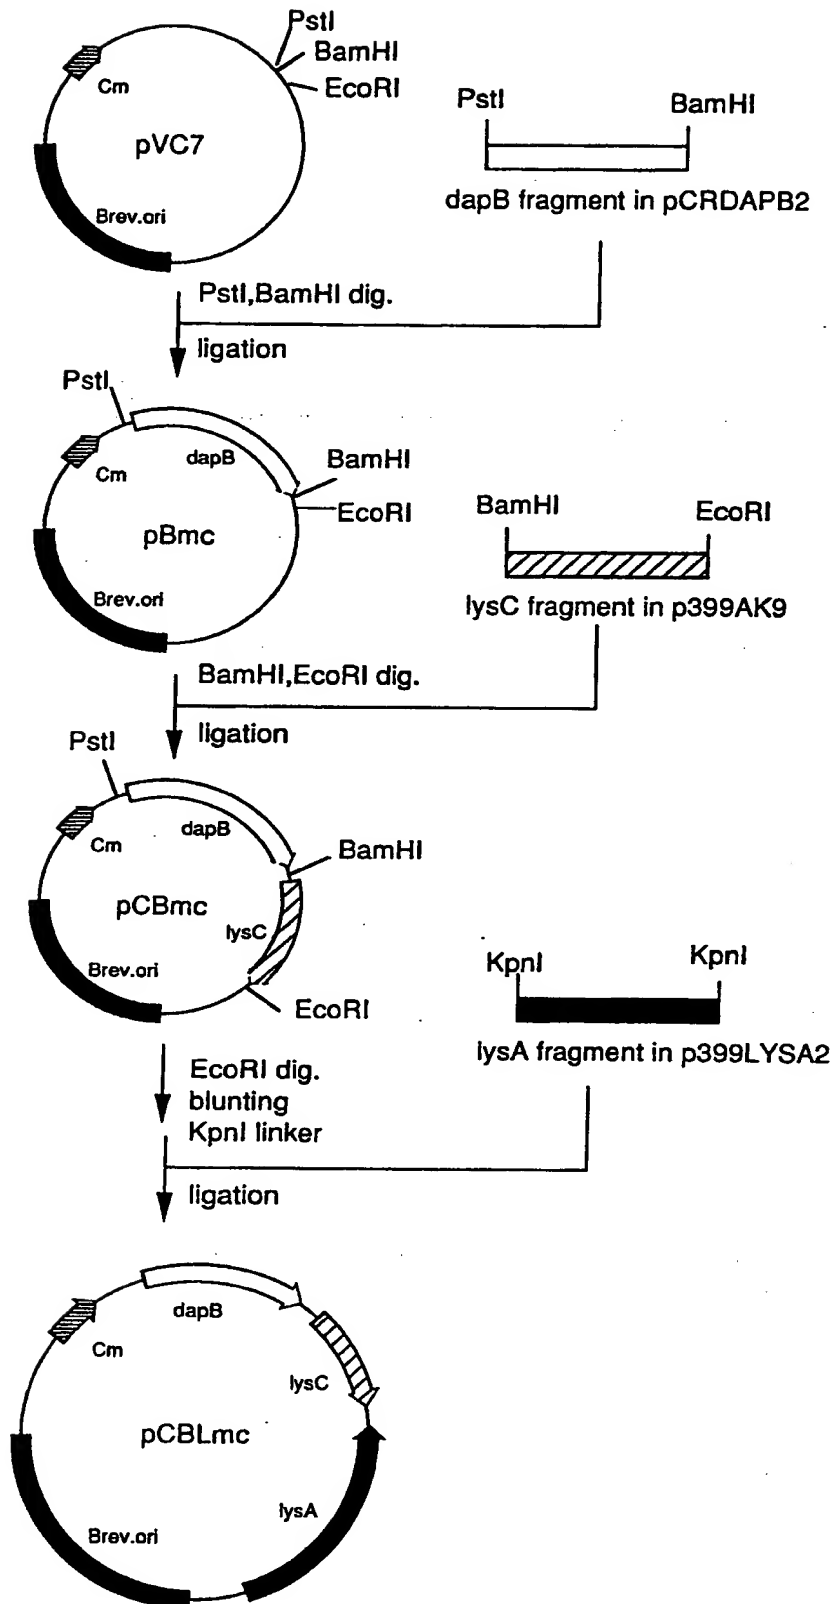 PstI
BamHI
EcoRI
Cm
pVC7
Brev.ori
PstI
BamHI
dapB fragment in pCRDAPB2
PstI,BamHI dig.
ligation
PstI
dapB
Cm
BamHI
EcoRI
pBmc
Brev.ori
BamHI
EcoRI
lysC fragment in p399AK9
BamHI,EcoRI dig.
ligation
PstI
dapB
Cm
BamHI
pCBmc
lysC
Brev.ori
EcoRI
KpnI
KpnI
lysA fragment in p399LYSA2
EcoRI dig.
blunting
KpnI linker
ligation
dapB
Cm
lysC
pCBLmc
lysA
Brev.ori